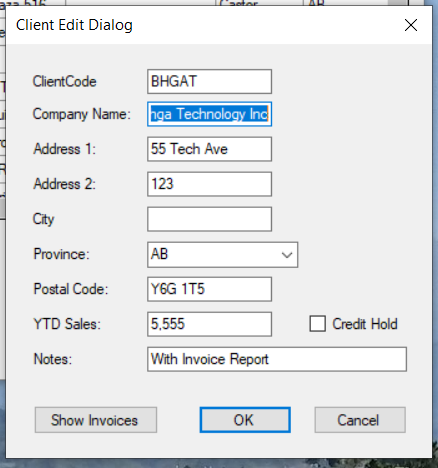 Client Edit Dialog
ClientCode BHGAT
Company Name: nga Technology Inc
Address 1: 55 Tech Ave
Address 2: 123
City
Province: AB
Postal Code: Y6G 1T5
YTD Sales: 5,555 Credit Hold
Notes: With Invoice Report
Show Invoices OK Cancel